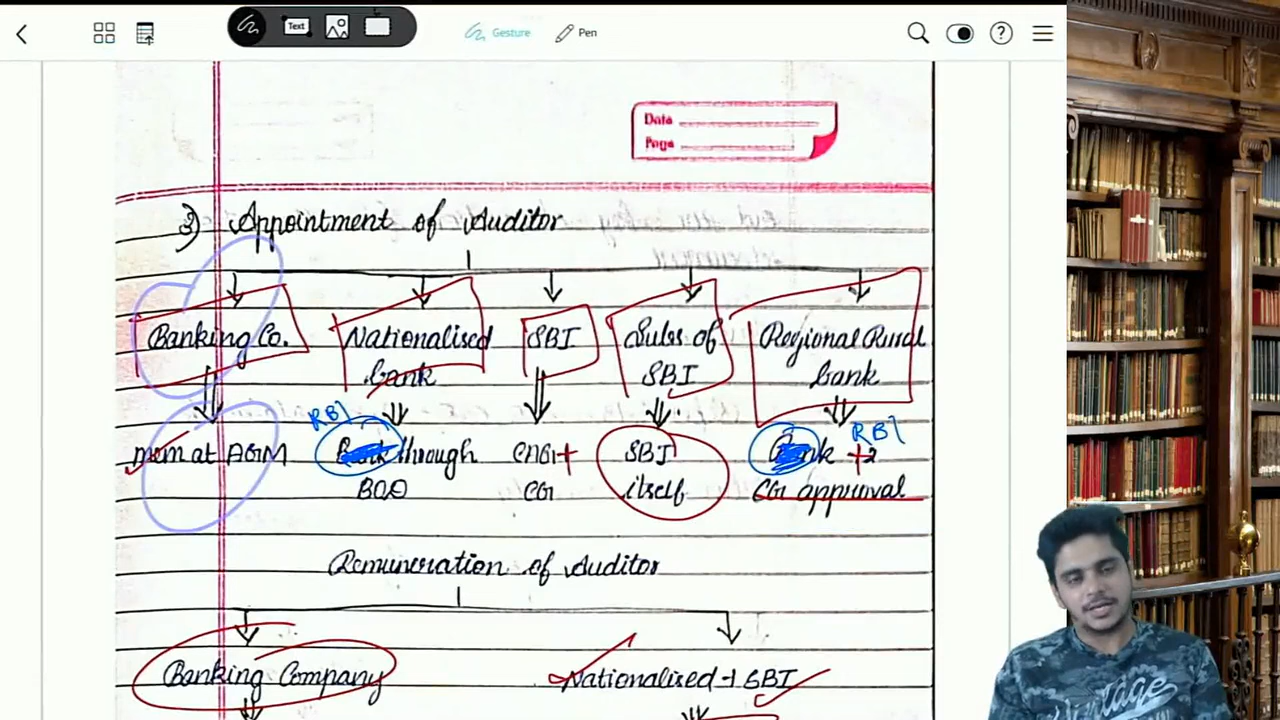 Text
Gesture
Pen
Date
Page
3) Appointment of Auditor
Banking Co.
Nationalised bank
SBI
Subs of SBI
Regional Rural bank
mem at AGM
RBI
through BOD
CAG +
CG
SBI itself
Bank + RBI
CG approval
Remuneration of Auditor
Banking Company
Nationalised + SBI